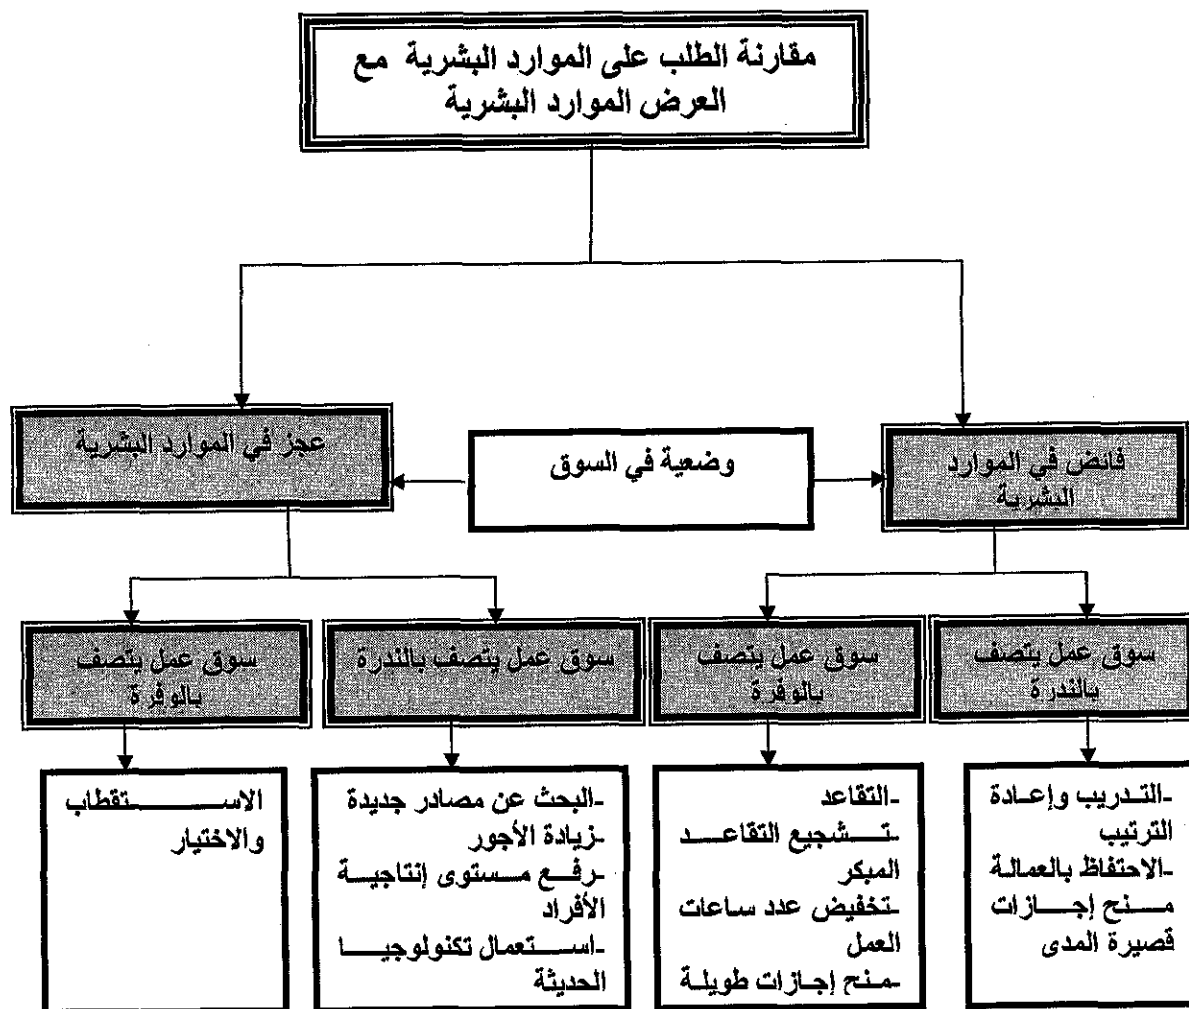 مقارنة الطلب على الموارد البشرية مع
العرض الموارد البشرية
فائض في الموارد
البشرية
وضعية في السوق
عجز في الموارد البشرية
سوق عمل يتصف
بالندرة
سوق عمل يتصف
بالوفرة
سوق عمل يتصف بالندرة
سوق عمل يتصف
بالوفرة
-التدريب وإعادة
الترتيب
-الاحتفاظ بالعمالة
منح إجازات
قصيرة المدى
-التقاعد
-تشجيع التقاعد
المبكر
-تخفيض عدد ساعات
العمل
-منح إجازات طويلة
-البحث عن مصادر جديدة
-زيادة الأجور
-رفع مستوى إنتاجية
الأفراد
-استعمال تكنولوجيا
الحديثة
الاستقطاب
والاختيار